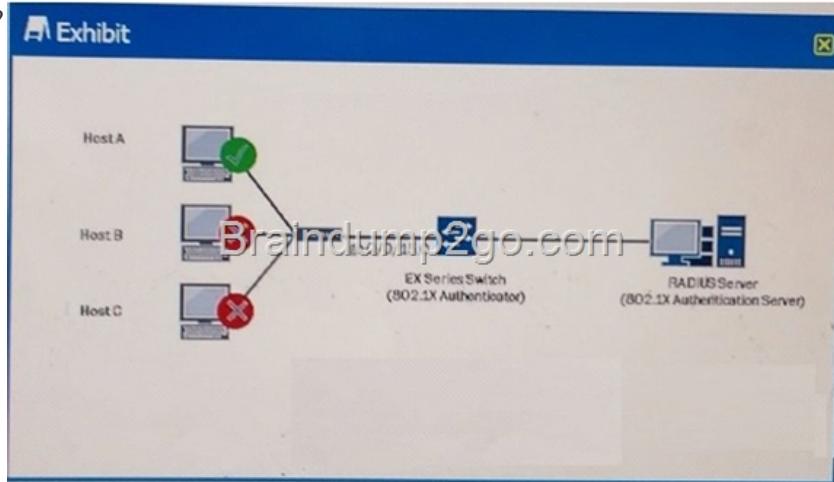 Exhibit
Host A
Host B
Braindump2go.com
EX Series Switch
(802.1X Authenticator)
RADIUS Server
(802.1X Authentication Server)
Host C